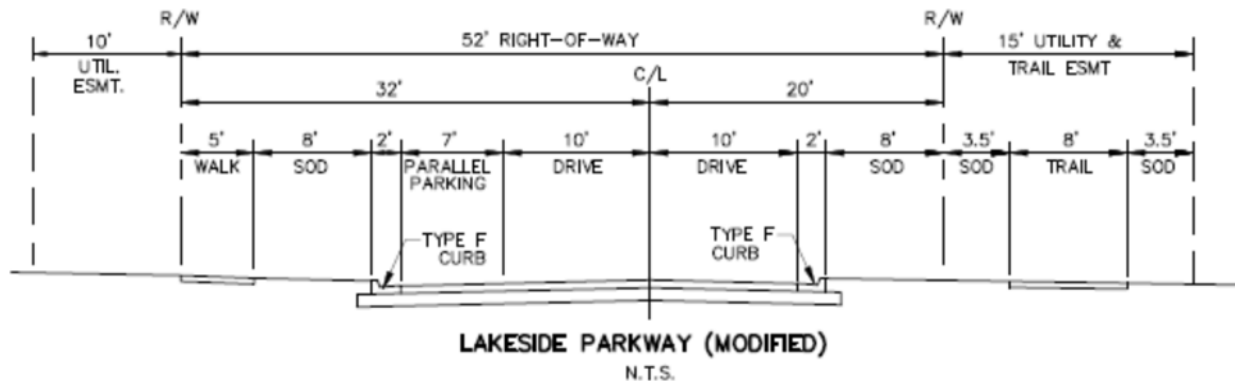 R/W
R/W
10'
52' RIGHT-OF-WAY
15' UTILITY &
UTIL.
ESMT.
TRAIL ESMT
C/L
32'
20'
5'
8'
2'
7'
10'
10'
2'
8'
3.5'
8'
3.5'
WALK
SOD
PARALLEL
PARKING
DRIVE
DRIVE
SOD
SOD
TRAIL
SOD
TYPE F
CURB
TYPE F
CURB
LAKESIDE PARKWAY (MODIFIED)
N.T.S.